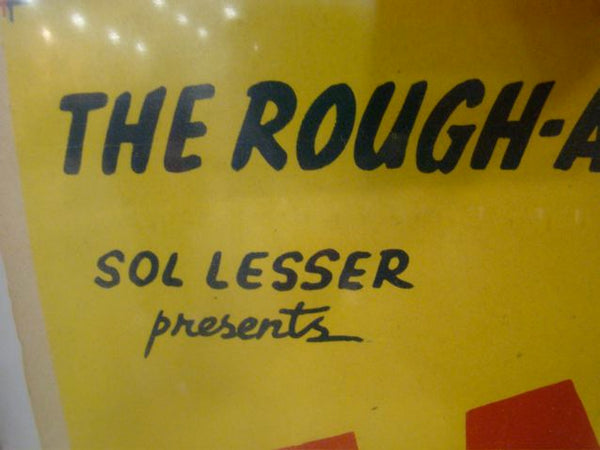 THE ROUGH-A
SOL LESSER
presents